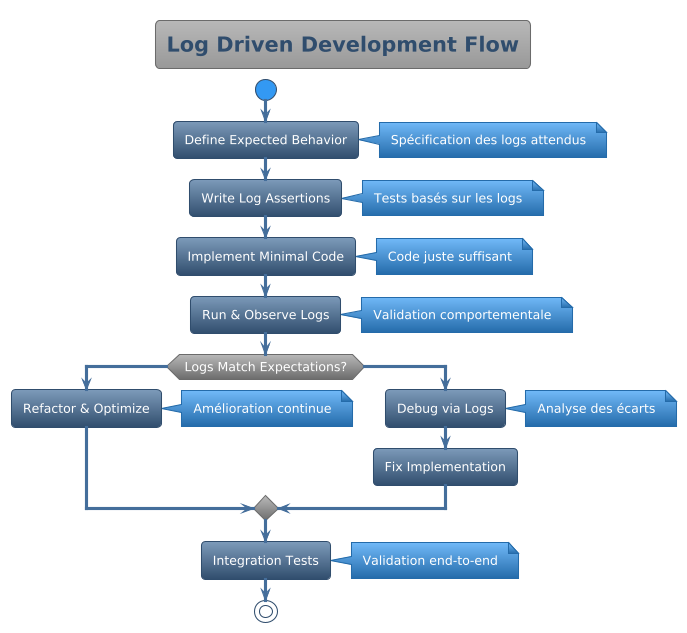 Log Driven Development Flow
Define Expected Behavior
Spécification des logs attendus
Write Log Assertions
Tests basés sur les logs
Implement Minimal Code
Code juste suffisant
Run & Observe Logs
Validation comportementale
Logs Match Expectations?
Refactor & Optimize
Amélioration continue
Debug via Logs
Analyse des écarts
Fix Implementation
Integration Tests
Validation end-to-end